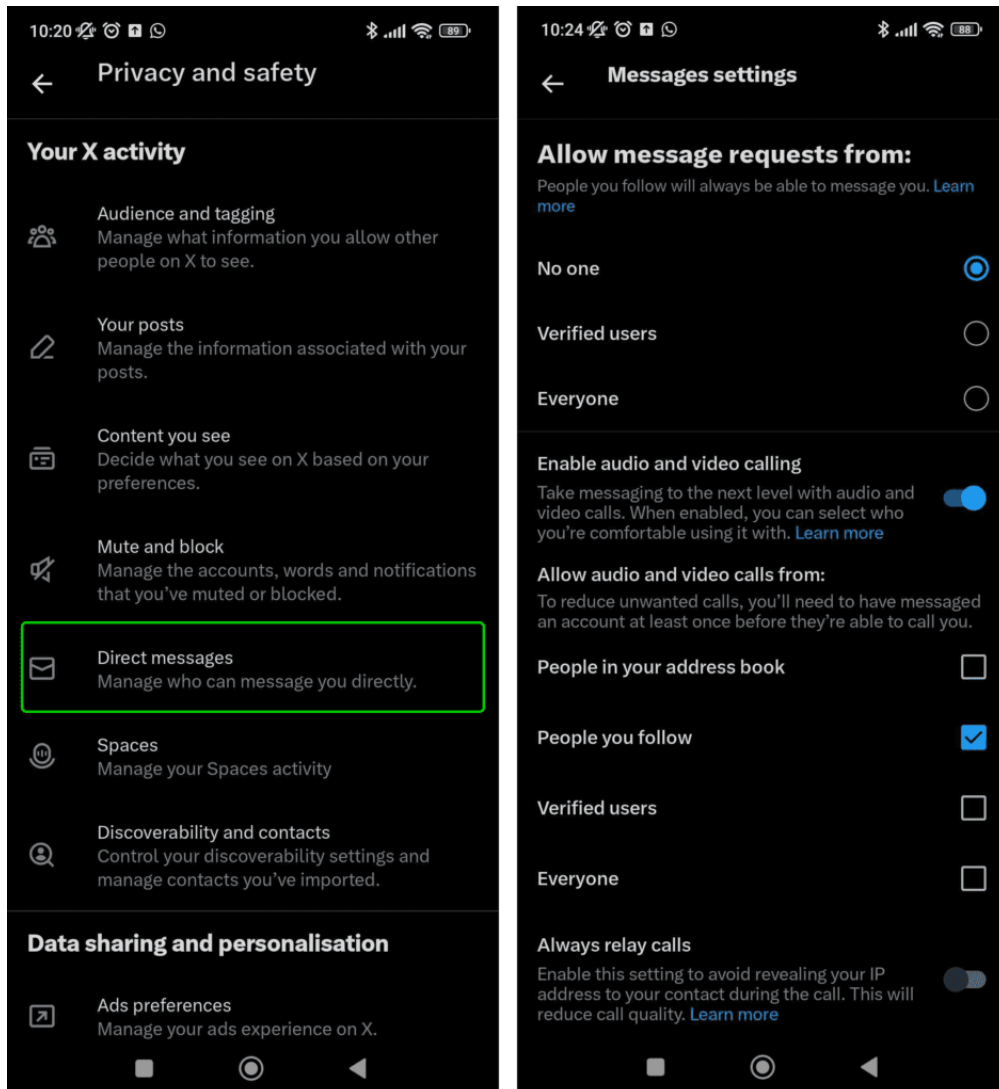 10:20
89
Privacy and safety
Your X activity
Audience and tagging
Manage what information you allow other
people on X to see.
Your posts
Manage the information associated with your
posts.
Content you see
Decide what you see on X based on your
preferences.
Mute and block
Manage the accounts, words and notifications
that you've muted or blocked.
Direct messages
Manage who can message you directly.
Spaces
Manage your Spaces activity
Discoverability and contacts
Control your discoverability settings and
manage contacts you've imported.
Data sharing and personalisation
Ads preferences
Manage your ads experience on X.
10:24
88
Messages settings
Allow message requests from:
People you follow will always be able to message you. Learn
more
No one
Verified users
Everyone
Enable audio and video calling
Take messaging to the next level with audio and
video calls. When enabled, you can select who
you're comfortable using it with. Learn more
Allow audio and video calls from:
To reduce unwanted calls, you'll need to have messaged
an account at least once before they're able to call you.
People in your address book
People you follow
Verified users
Everyone
Always relay calls
Enable this setting to avoid revealing your IP
address to your contact during the call. This will
reduce call quality. Learn more